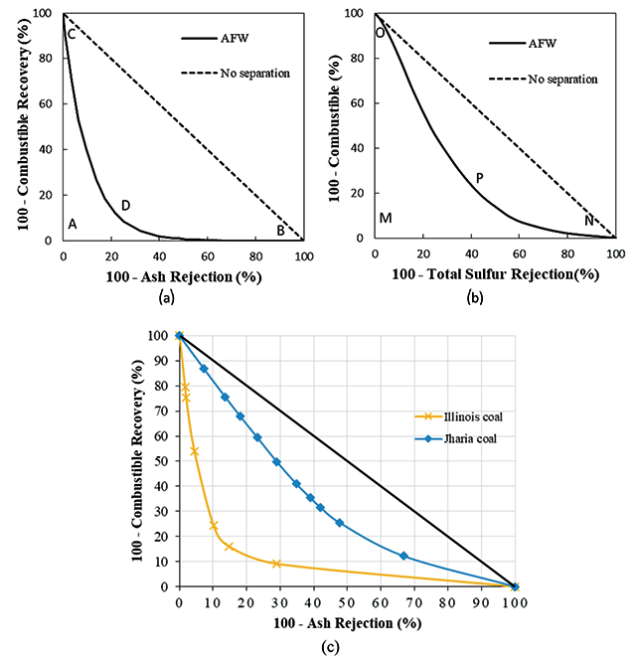 100 - Combustible Recovery (%)
100
80
60
40
20
0
C
D
A
B
AFW
No separation
0 20 40 60 80 100
100 - Ash Rejection (%)
(a)
100 - Combustible (%)
100
80
60
40
20
0
O
P
M
N
AFW
No separation
0 20 40 60 80 100
100 - Total Sulfur Rejection(%)
(b)
100 - Combustible Recovery (%)
100
90
80
70
60
50
40
30
20
10
0
Illinois coal
Jharia coal
0 10 20 30 40 50 60 70 80 90 100
100 - Ash Rejection (%)
(c)